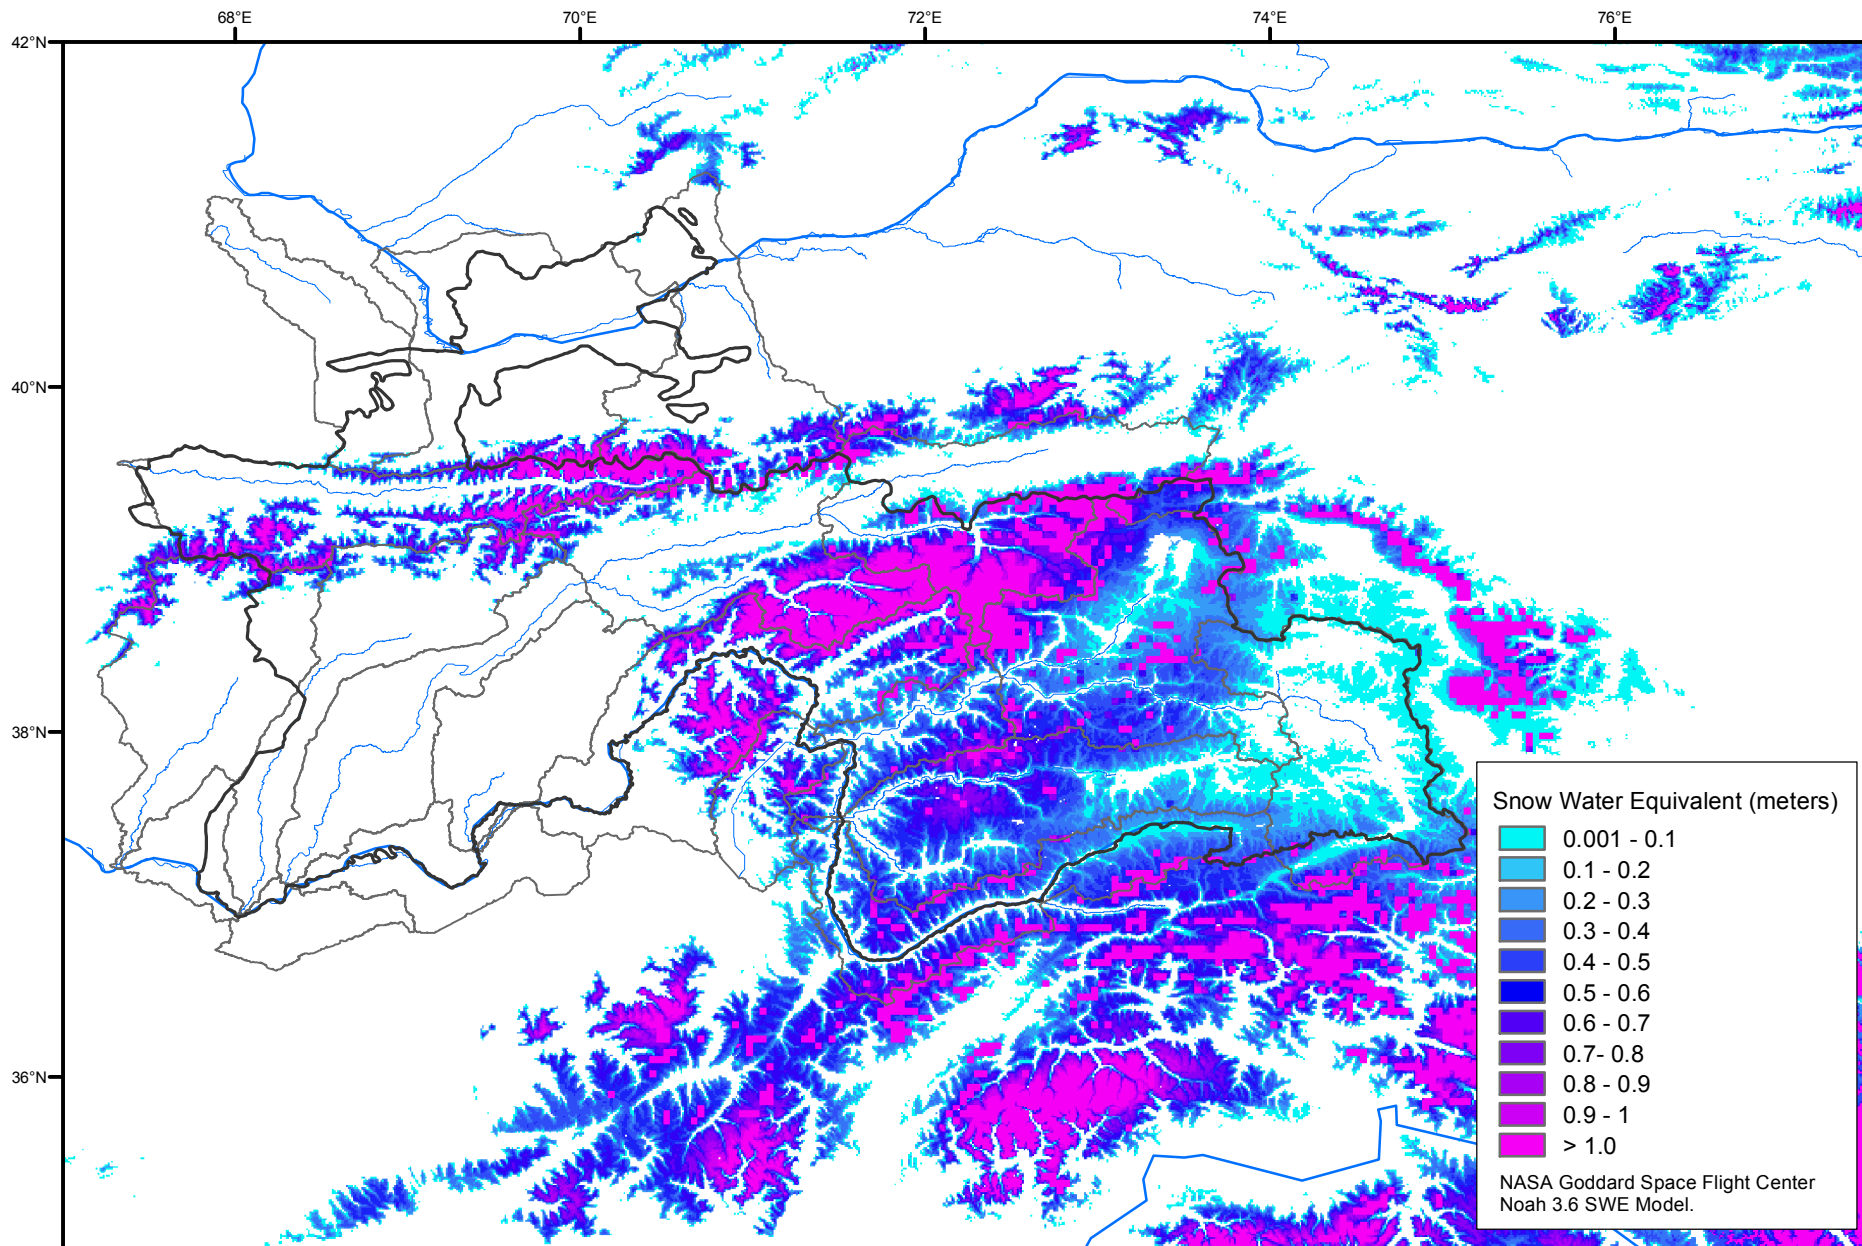 68°E
70°E
72°E
74°E
76°E
42°N
40°N
38°N
36°N
Snow Water Equivalent (meters)
0.001 - 0.1
0.1 - 0.2
0.2 - 0.3
0.3 - 0.4
0.4 - 0.5
0.5 - 0.6
0.6 - 0.7
0.7- 0.8
0.8 - 0.9
0.9 - 1
> 1.0
NASA Goddard Space Flight Center
Noah 3.6 SWE Model.